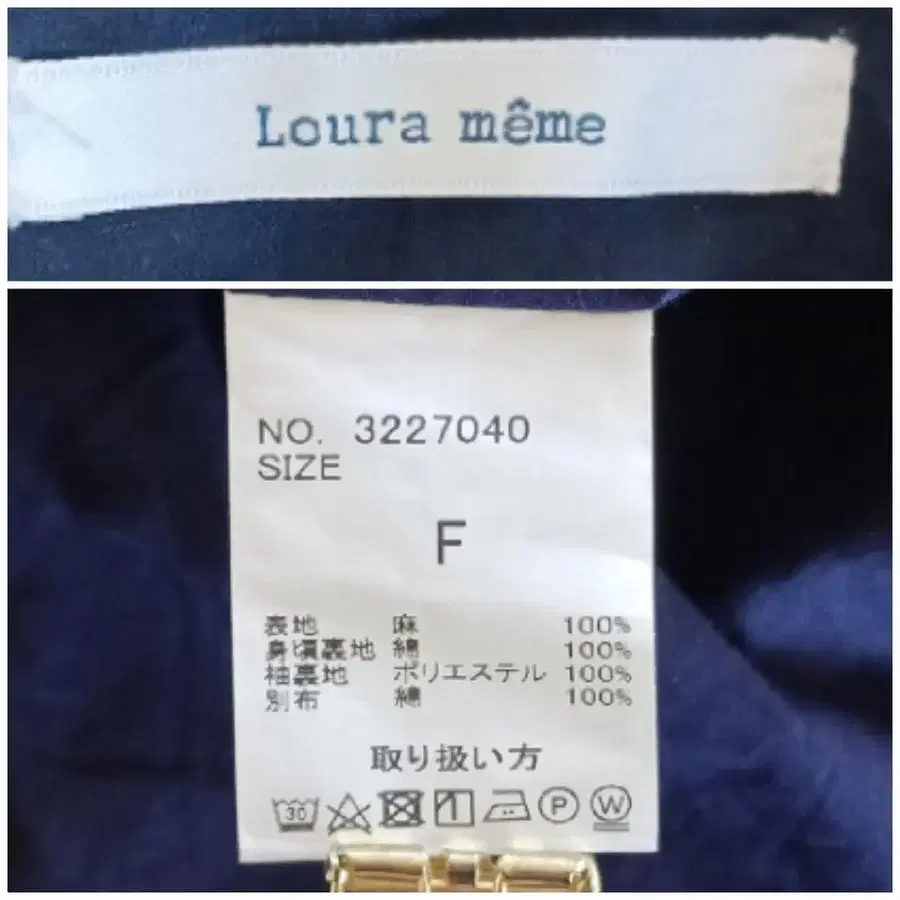 Loura même
NO. 3227040
SIZE
F
表地 麻 100%
身頃裏地 綿 100%
袖裏地 ポリエステル 100%
別布 綿 100%
取り扱い方
30 P W